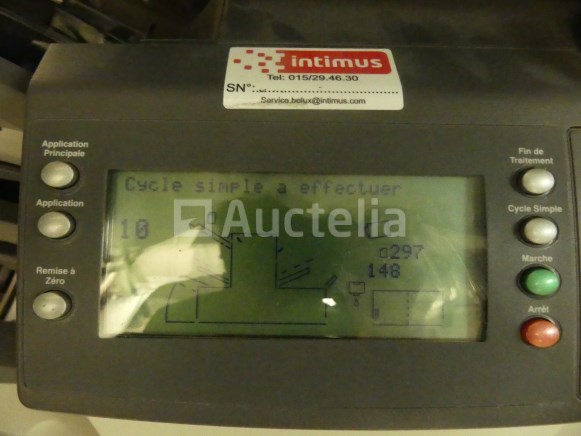 intimus
Tel: 015/29.46.30
SN°:
Service.belux@intimus.com
Application
Principale
Application
Remise à
Zéro
Cycle simple a effectuer
10
297
148
Auctelia
Fin de
Traitement
Cycle Simple
Marche
Arrêt